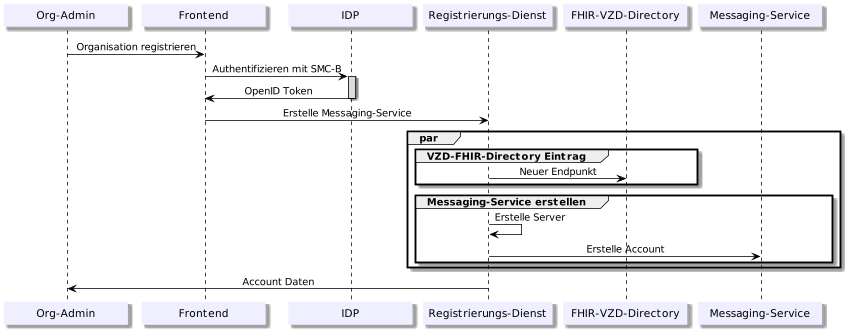 Org-Admin
Frontend
IDP
Registrierungs-Dienst
FHIR-VZD-Directory
Messaging-Service
Organisation registrieren
Authentifizieren mit SMC-B
OpenID Token
Erstelle Messaging-Service
par
VZD-FHIR-Directory Eintrag
Neuer Endpunkt
Messaging-Service erstellen
Erstelle Server
Erstelle Account
Account Daten
Org-Admin
Frontend
IDP
Registrierungs-Dienst
FHIR-VZD-Directory
Messaging-Service